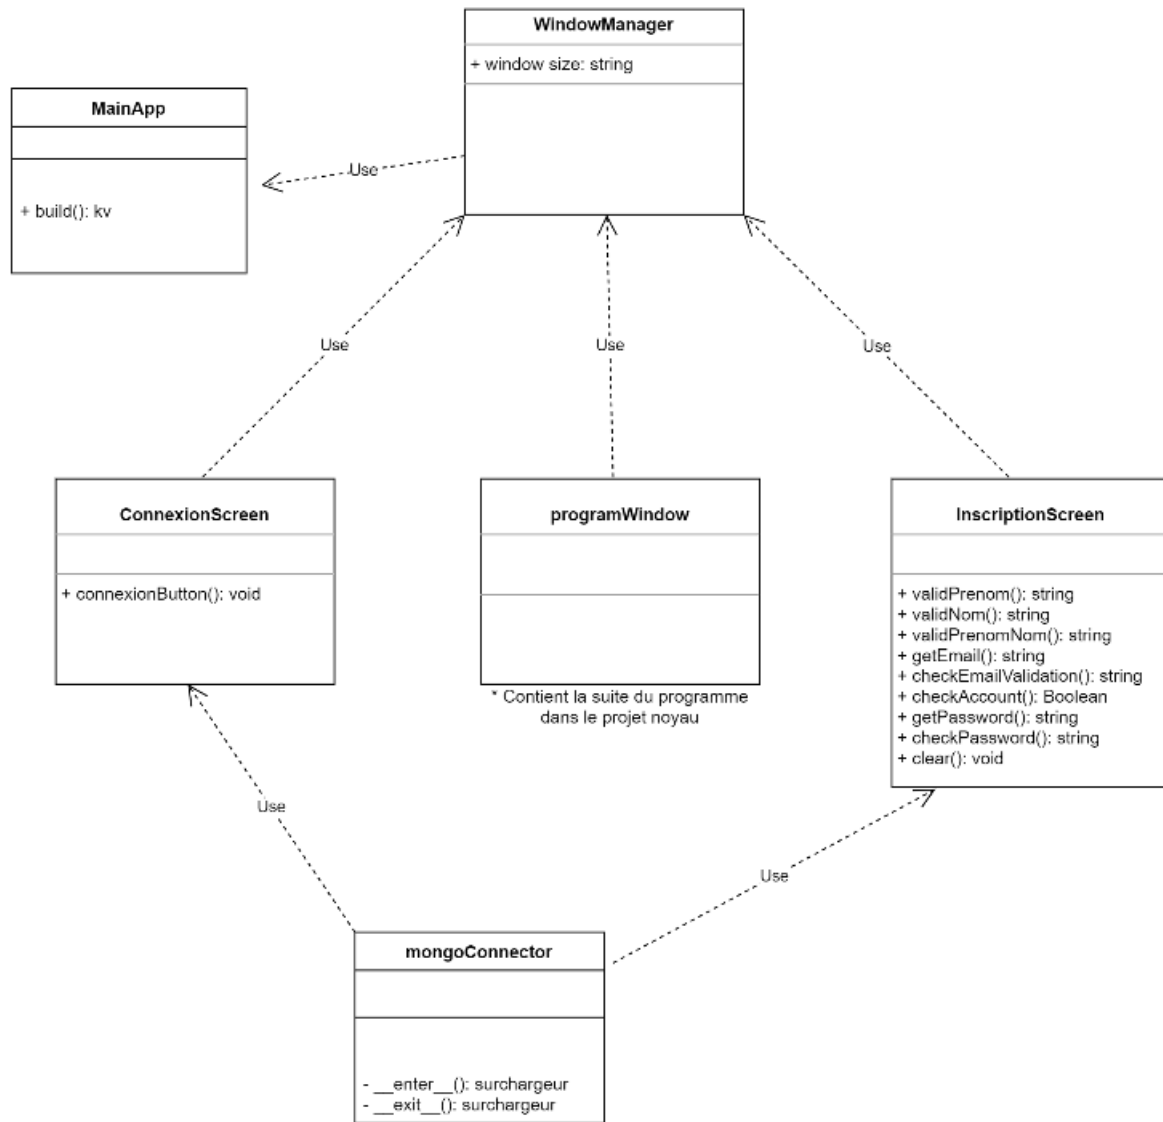 WindowManager
+ window size: string
MainApp
+ build(): kv
Use
Use
Use
Use
ConnexionScreen
+ connexionButton(): void
programWindow
* Contient la suite du programme
dans le projet noyau
InscriptionScreen
+ validPrenom(): string
+ validNom(): string
+ validPrenomNom(): string
+ getEmail(): string
+ checkEmailValidation(): string
+ checkAccount(): Boolean
+ getPassword(): string
+ checkPassword(): string
+ clear(): void
Use
Use
mongoConnector
- __enter__(): surchargeur
- __exit__(): surchargeur